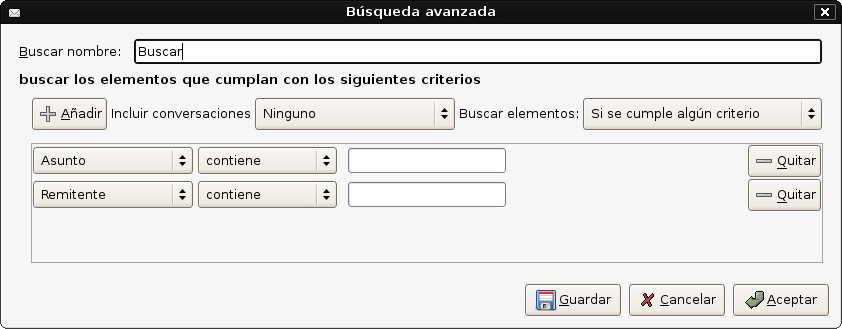 Búsqueda avanzada
Buscar nombre: Buscar
buscar los elementos que cumplan con los siguientes criterios
Añadir Incluir conversaciones Ninguno Buscar elementos: Si se cumple algún criterio
Asunto contiene Quitar
Remitente contiene Quitar
Guardar Cancelar Aceptar